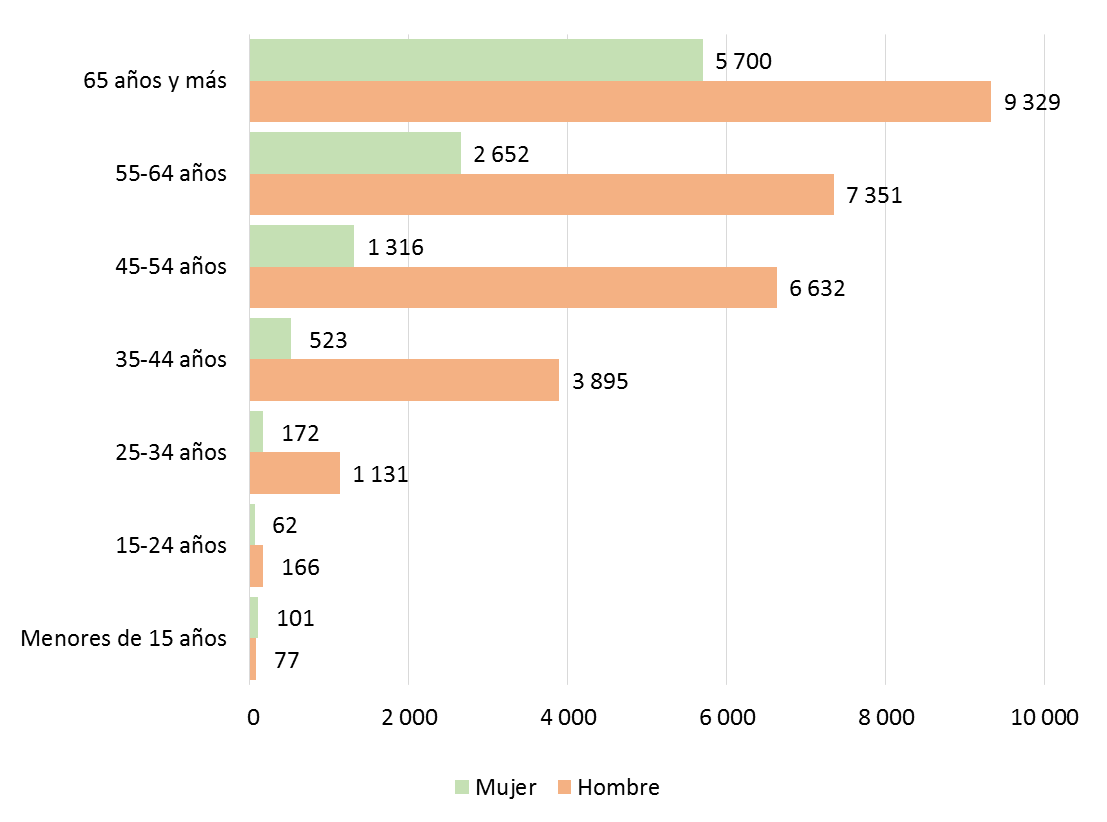 65 años y más
5 700
9 329
55-64 años
2 652
7 351
45-54 años
1 316
6 632
35-44 años
523
3 895
25-34 años
172
1 131
15-24 años
62
166
Menores de 15 años
101
77
0 2 000 4 000 6 000 8 000 10 000
Mujer Hombre